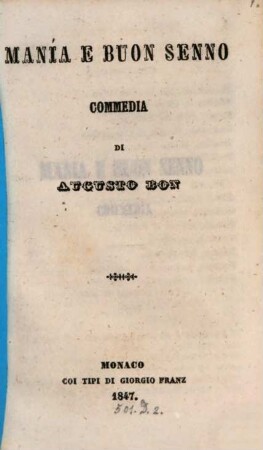 MANÍA E BUON SENNO
COMMEDIA
DI
AUGUSTO BON
MONACO
COI TIPI DI GIORGIO FRANZ
1847.